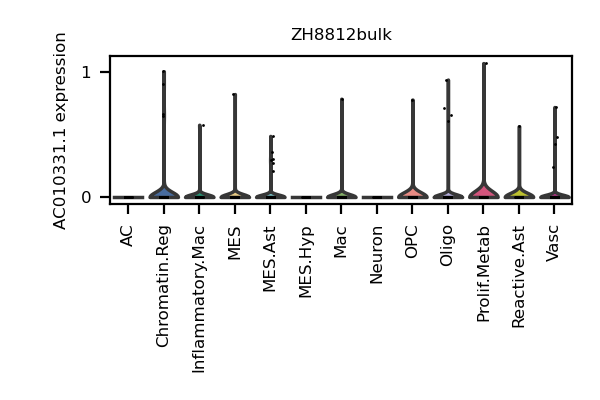 ZH8812bulk
AC010331.1 expression
1
0
AC
Chromatin.Reg
Inflammatory.Mac
MES
MES.Ast
MES.Hyp
Mac
Neuron
OPC
Oligo
Prolif.Metab
Reactive.Ast
Vasc